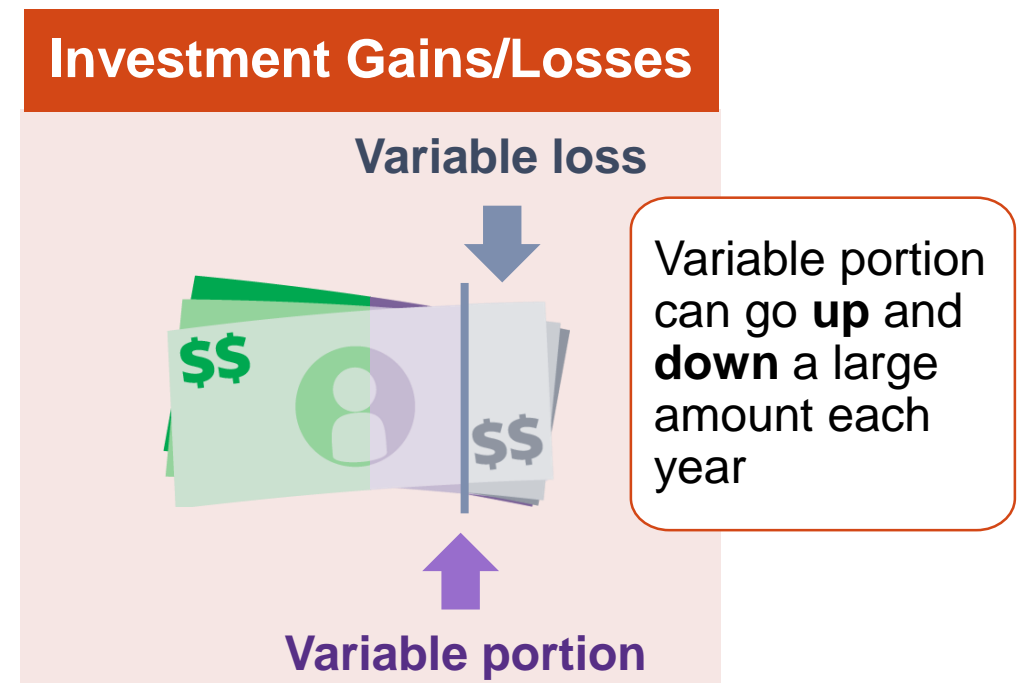 Investment Gains/Losses
Variable loss
$$
$$
Variable portion
can go up and
down a large
amount each
year
Variable portion